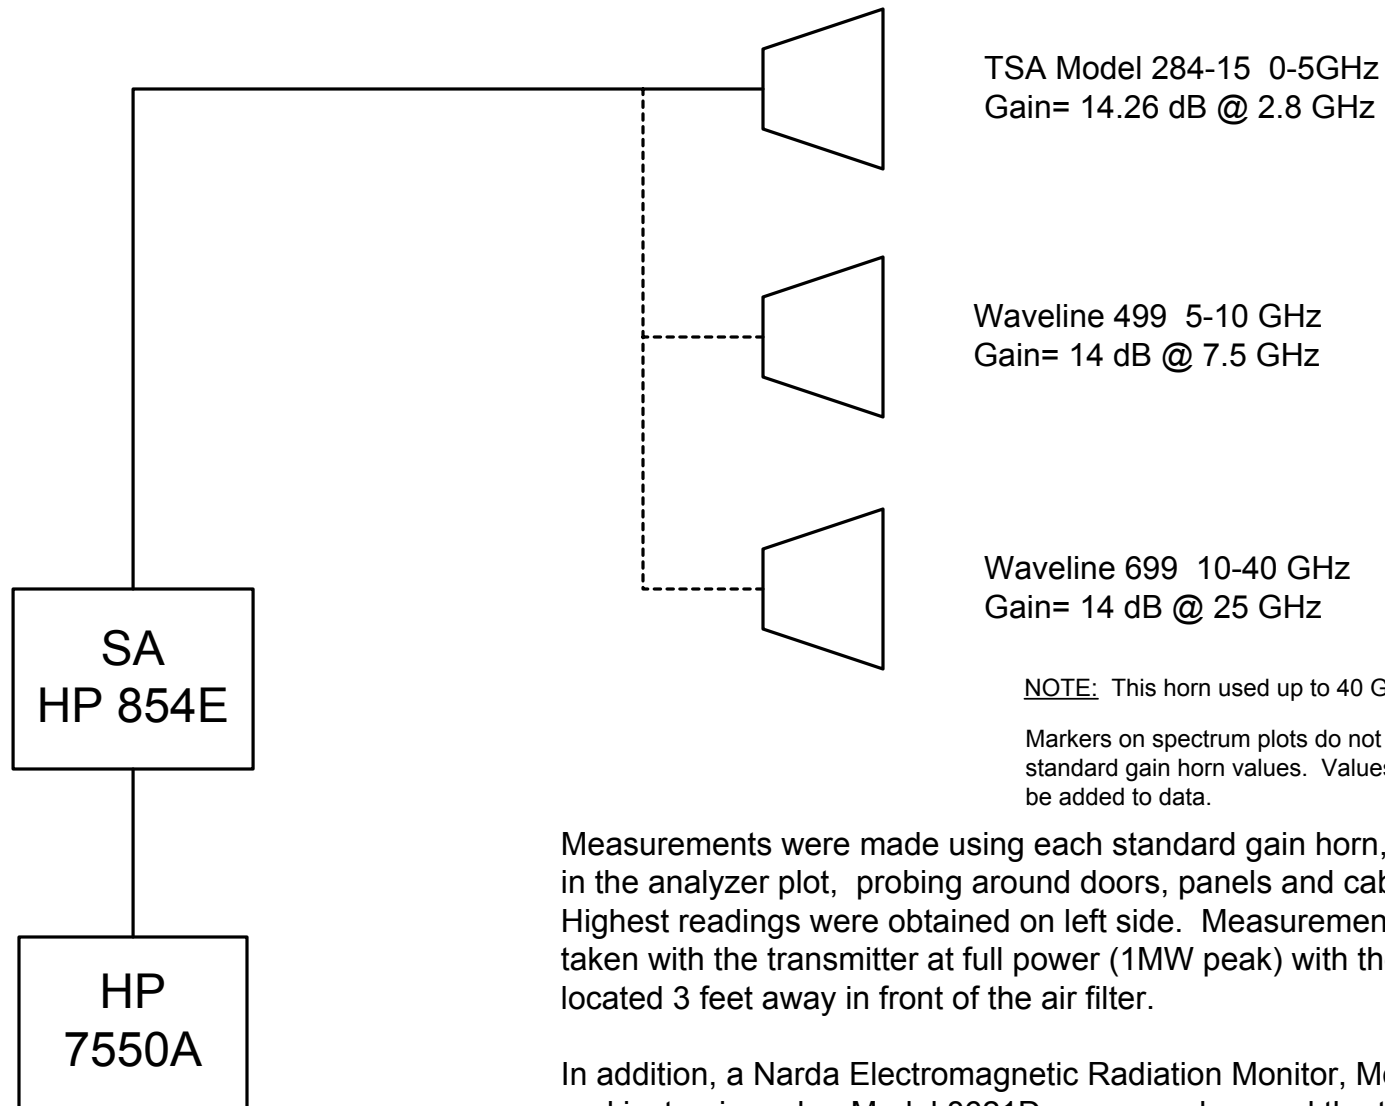 TSA Model 284-15  0-5GHz
Gain= 14.26 dB @ 2.8 GHz
Waveline 499  5-10 GHz
Gain= 14 dB @ 7.5 GHz
Waveline 699  10-40 GHz
Gain= 14 dB @ 25 GHz
SA
HP 854E
NOTE:  This horn used up to 40 G
Markers on spectrum plots do not
standard gain horn values.  Values
be added to data.
Measurements were made using each standard gain horn,
in the analyzer plot,  probing around doors, panels and cab
Highest readings were obtained on left side.  Measuremen
taken with the transmitter at full power (1MW peak) with th
located 3 feet away in front of the air filter.
HP
7550A
In addition, a Narda Electromagnetic Radiation Monitor, Mo